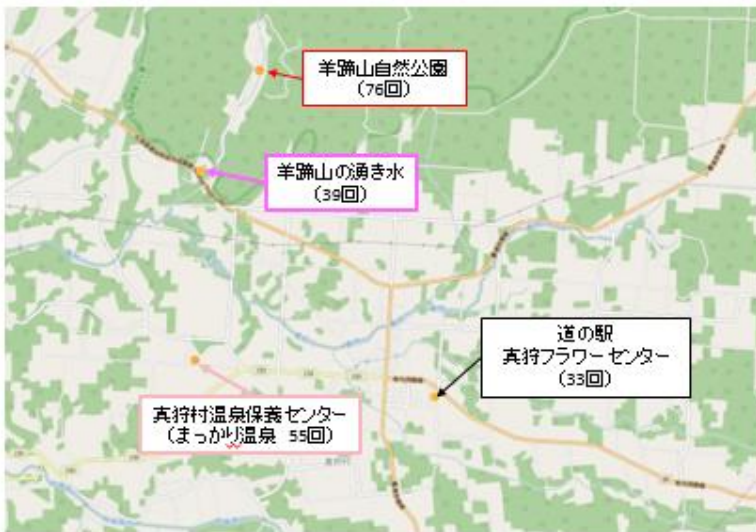 羊蹄山自然公園
（76回）
羊蹄山の湧き水
（39回）
道の駅
真狩フラワーセンター
（33回）
真狩村温泉保養センター
（まっかり温泉 55回）